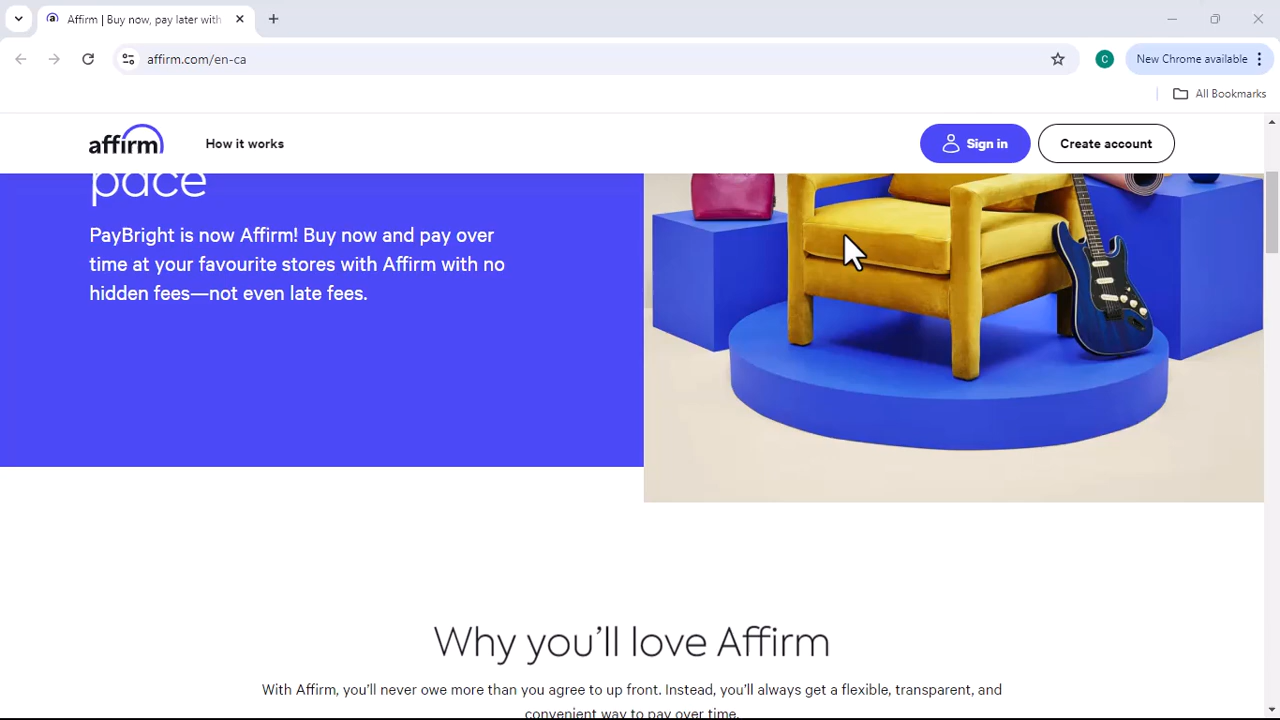 Affirm | Buy now, pay later with
affirm.com/en-ca
C
New Chrome available
All Bookmarks
affirm
How it works
Sign in
Create account
pace
PayBright is now Affirm! Buy now and pay over
time at your favourite stores with Affirm with no
hidden fees—not even late fees.
Why you’ll love Affirm
With Affirm, you’ll never owe more than you agree to up front. Instead, you’ll always get a flexible, transparent, and
convenient way to pay over time.